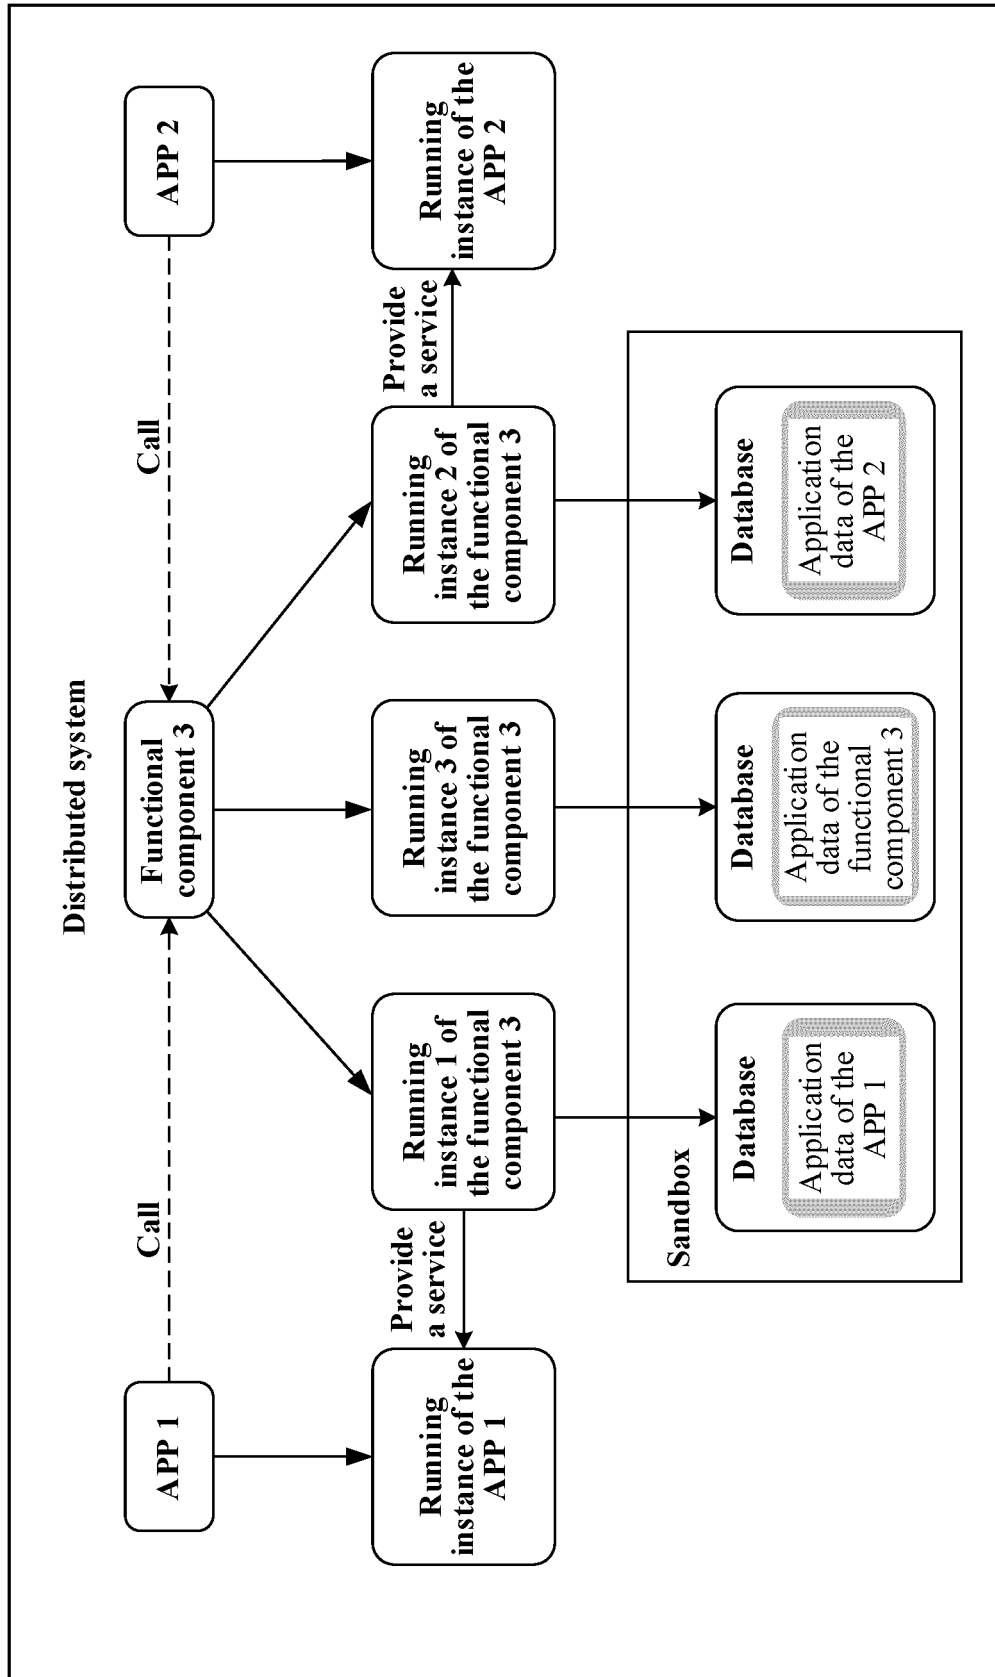 Distributed system
APP 1
Call
Functional
component 3
Call
APP 2
Running
instance of the
APP 1
Provide
a service
Running
instance 1 of
the functional
component 3
Running
instance 3 of
the functional
component 3
Running
instance 2 of
the functional
component 3
Provide
a service
Running
instance of the
APP 2
Sandbox
Database
Application
data of the
APP 1
Database
Application
data of the
functional
component 3
Database
Application
data of the
APP 2